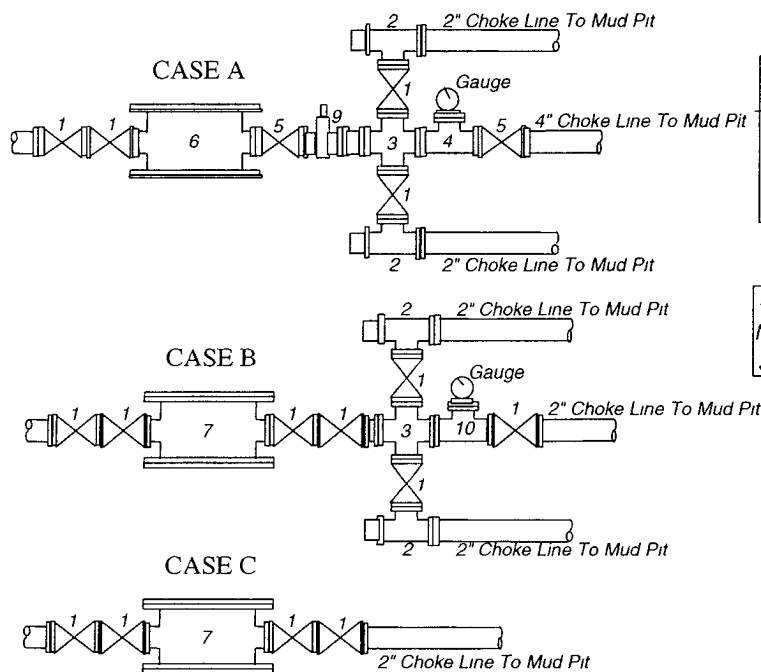 2 2" Choke Line To Mud Pit
CASE A
Gauge
1
1 1 6 5 9 3 4 5 4" Choke Line To Mud Pit
1
2 2" Choke Line To Mud Pit
2 2" Choke Line To Mud Pit
CASE B
Gauge
1
1 1 7 1 1 3 10 1 2" Choke Line To Mud Pit
1
2 2" Choke Line To Mud Pit
CASE C
1 1 7 1 1
2" Choke Line To Mud Pit